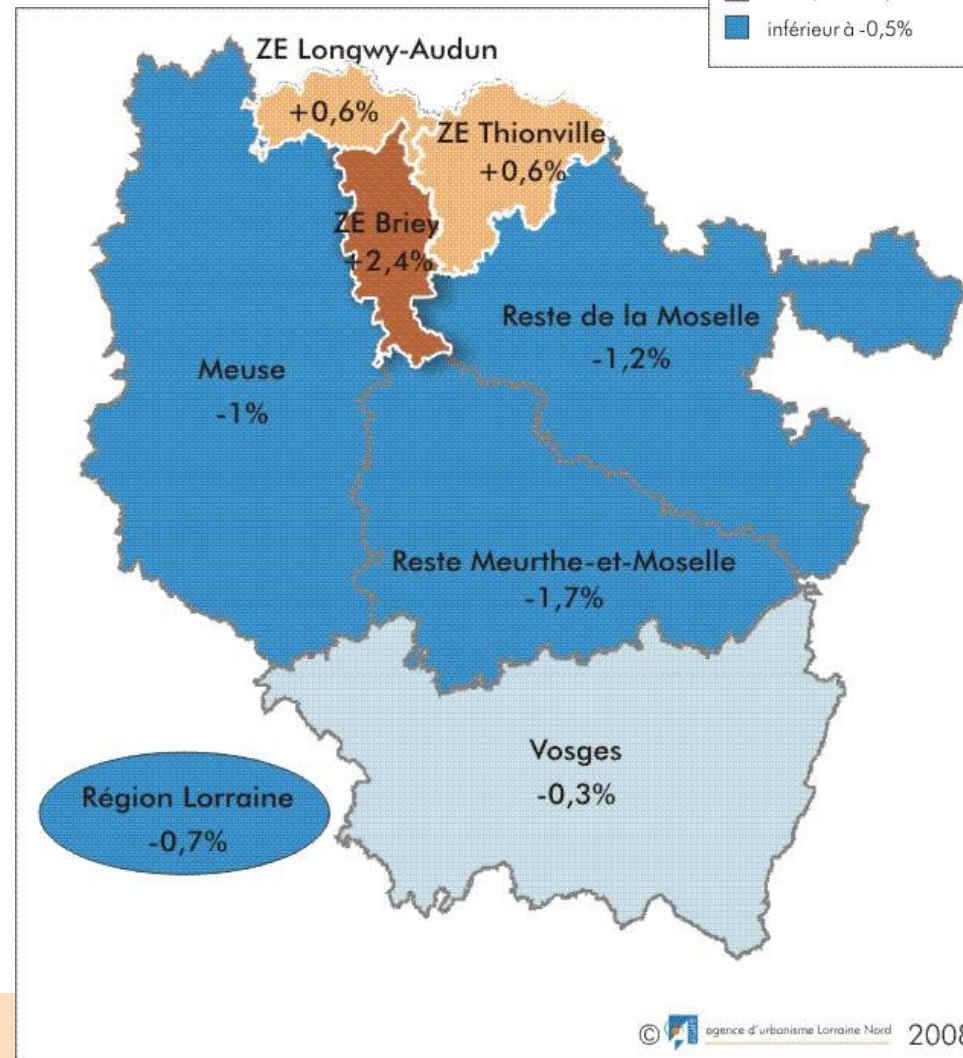 inférieur à -0,5%
ZE Longwy-Audun
+0,6%
ZE Thionville
+0,6%
ZE Briey
+2,4%
Reste de la Moselle
-1,2%
Meuse
-1%
Reste Meurthe-et-Moselle
-1,7%
Vosges
-0,3%
Région Lorraine
-0,7%
© agence d'urbanisme Lorraine Nord 2008